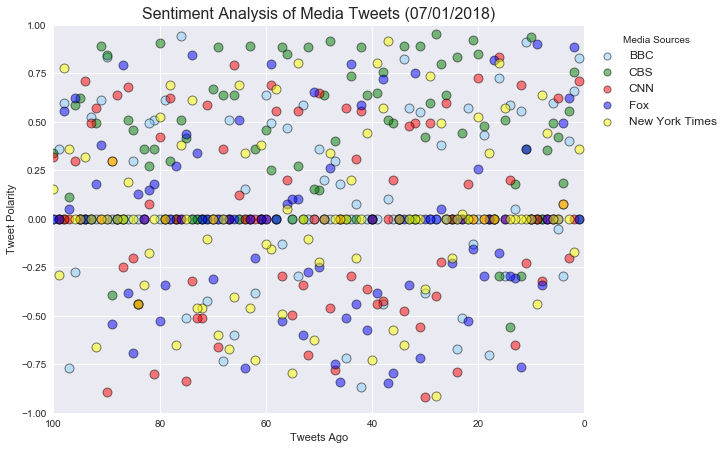 Sentiment Analysis of Media Tweets (07/01/2018)
Media Sources
BBC
CBS
CNN
Fox
New York Times
Tweet Polarity
1.00
0.75
0.50
0.25
0.00
−0.25
−0.50
−0.75
−1.00
100 80 60 40 20 0
Tweets Ago